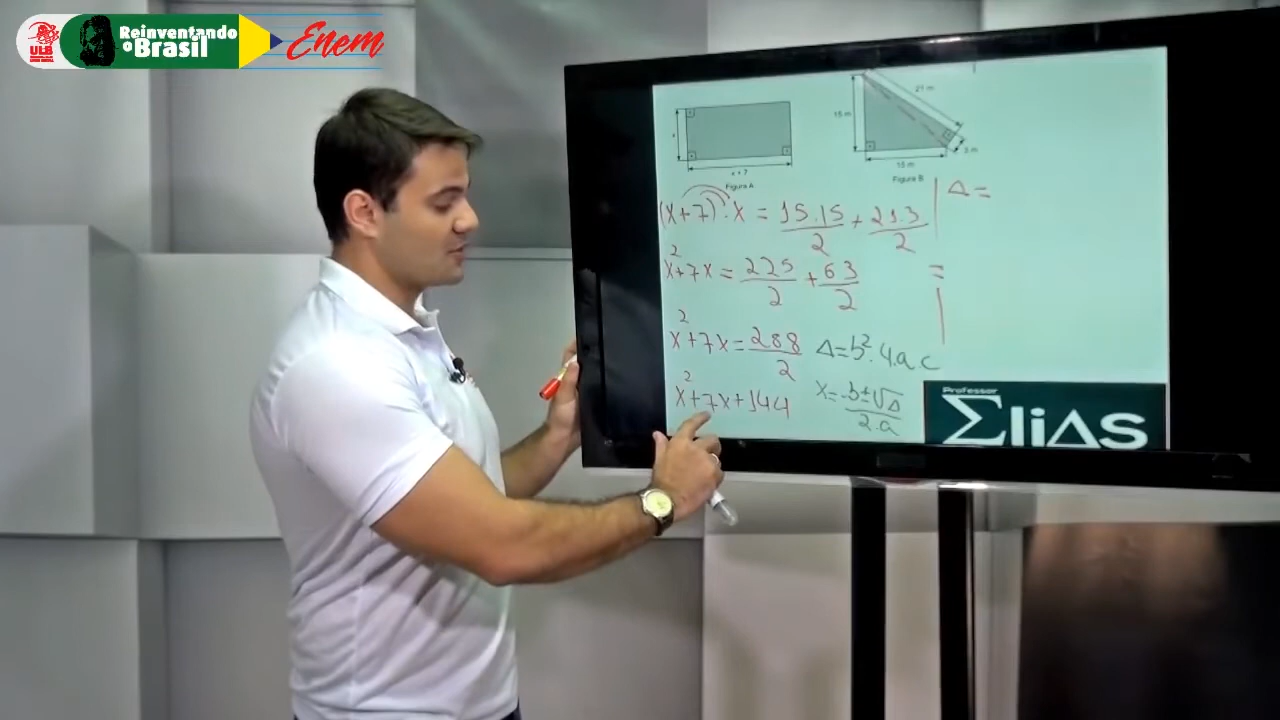 ULB
Reinventando
o Brasil
Enem
15 m
21 m
3 m
15 m
x
x + 7
Figura A
Figura B
(x+7).x = 15.15/2 + 21.3/2
Δ=
x²+7x = 225/2 + 63/2
=
x²+7x = 288/2
Δ=b².4.a.c
x²+7x+144
x=-b±√Δ/2.a
Professor
ΣliΔs